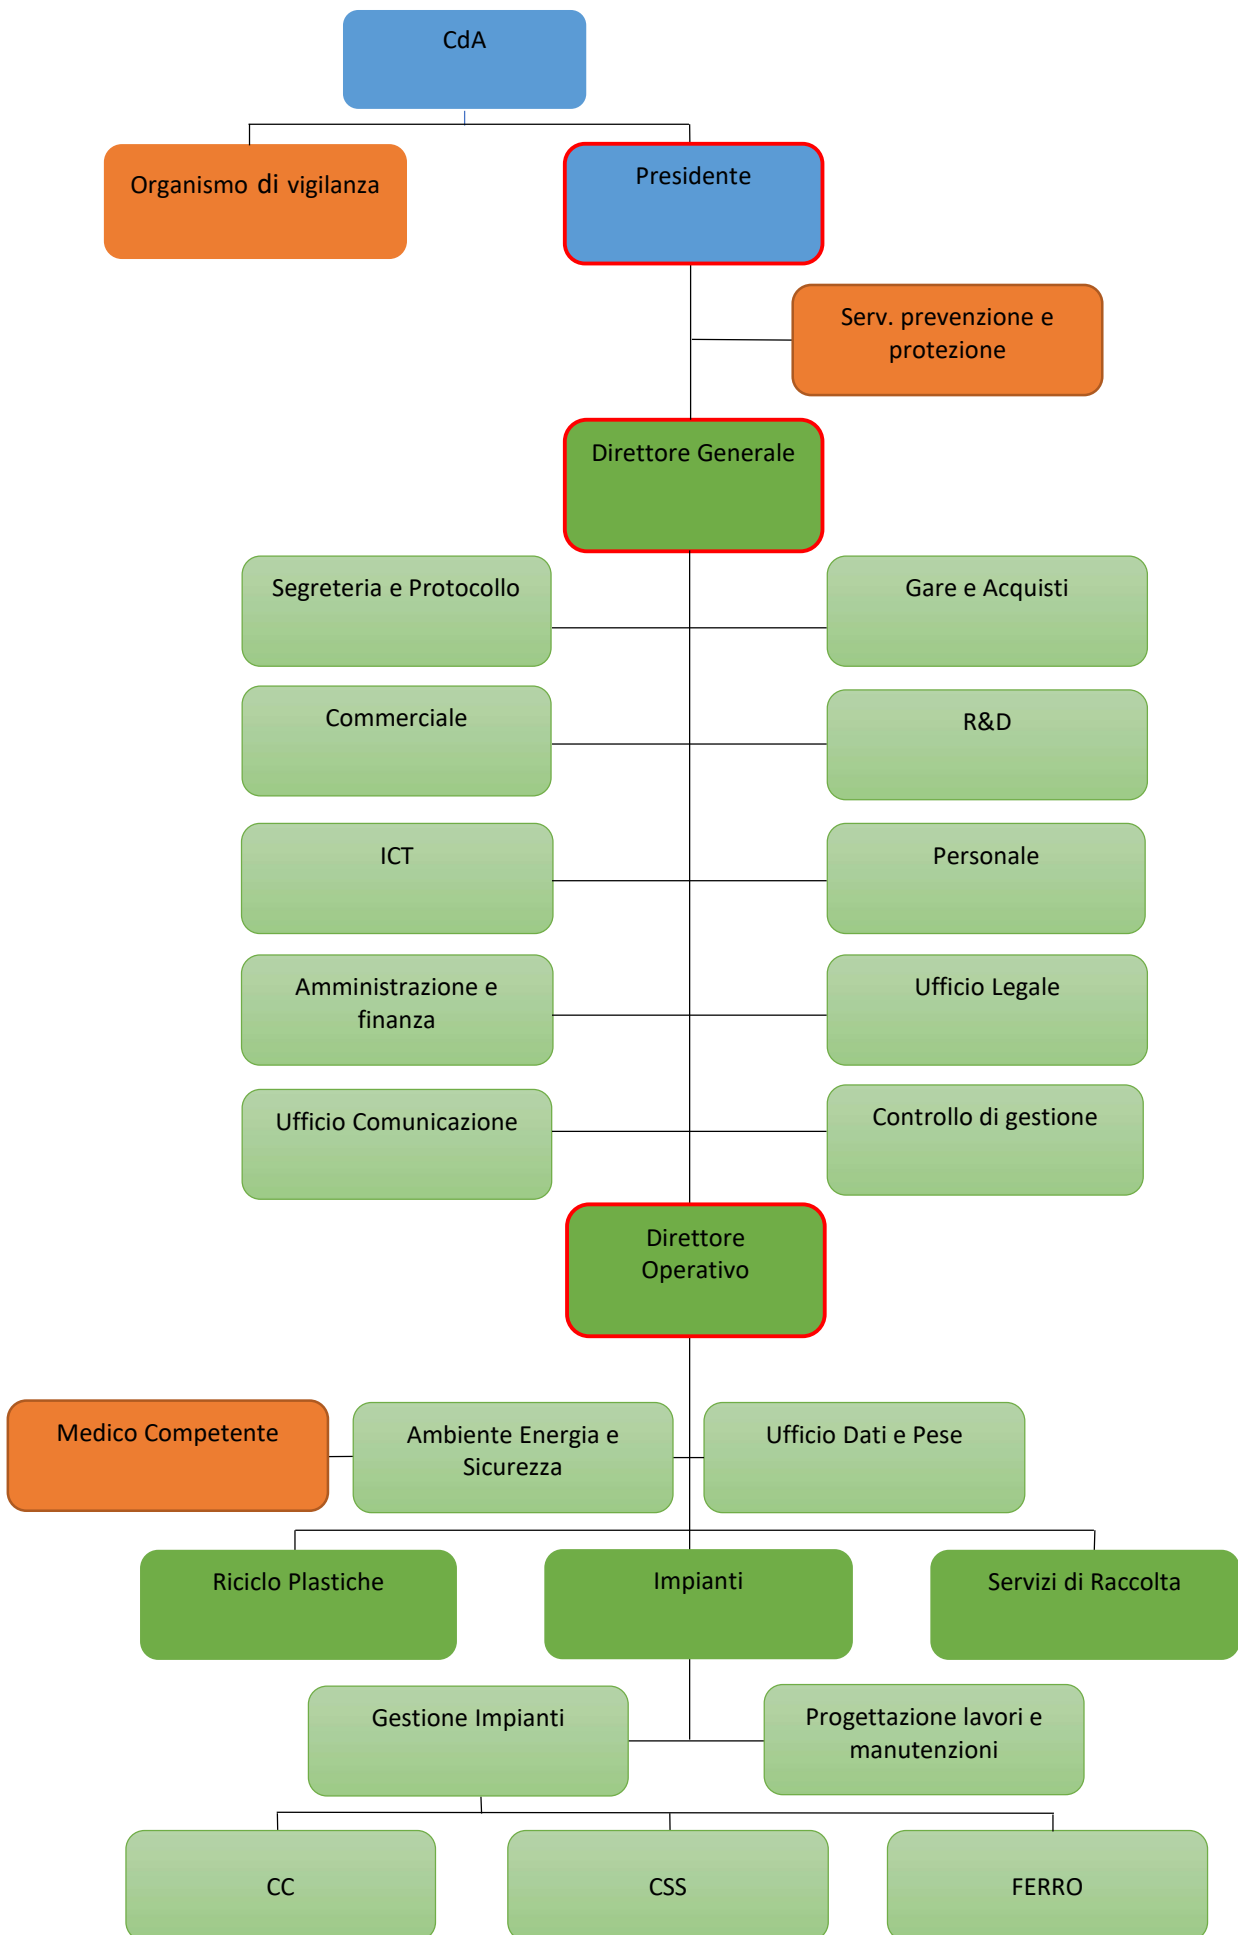 CdA
Organismo di vigilanza
Presidente
Serv. prevenzione e
protezione
Direttore Generale
Segreteria e Protocollo
Gare e Acquisti
Commerciale
R&D
ICT
Personale
Amministrazione e
finanza
Ufficio Legale
Ufficio Comunicazione
Controllo di gestione
Direttore
Operativo
Medico Competente
Ambiente Energia e
Sicurezza
Ufficio Dati e Pese
Riciclo Plastiche
Impianti
Servizi di Raccolta
Gestione Impianti
Progettazione lavori e
manutenzioni
CC
CSS
FERRO